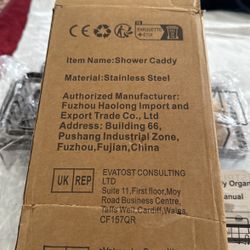 CE
Item Name:Shower Caddy
Material:Stainless Steel
Authorized Manufacturer:
Fuzhou Haolong Import and
Export Trade Co., Ltd
Address: Building 66,
Pushang Industrial Zone,
Fuzhou,Fujian,China
UK REP
EVATOST CONSULTING
LTD
Suite 11,First floor,Moy
Road Business Centre,
Taffs Well,Cardiff,Wales,
CF157QR
anual